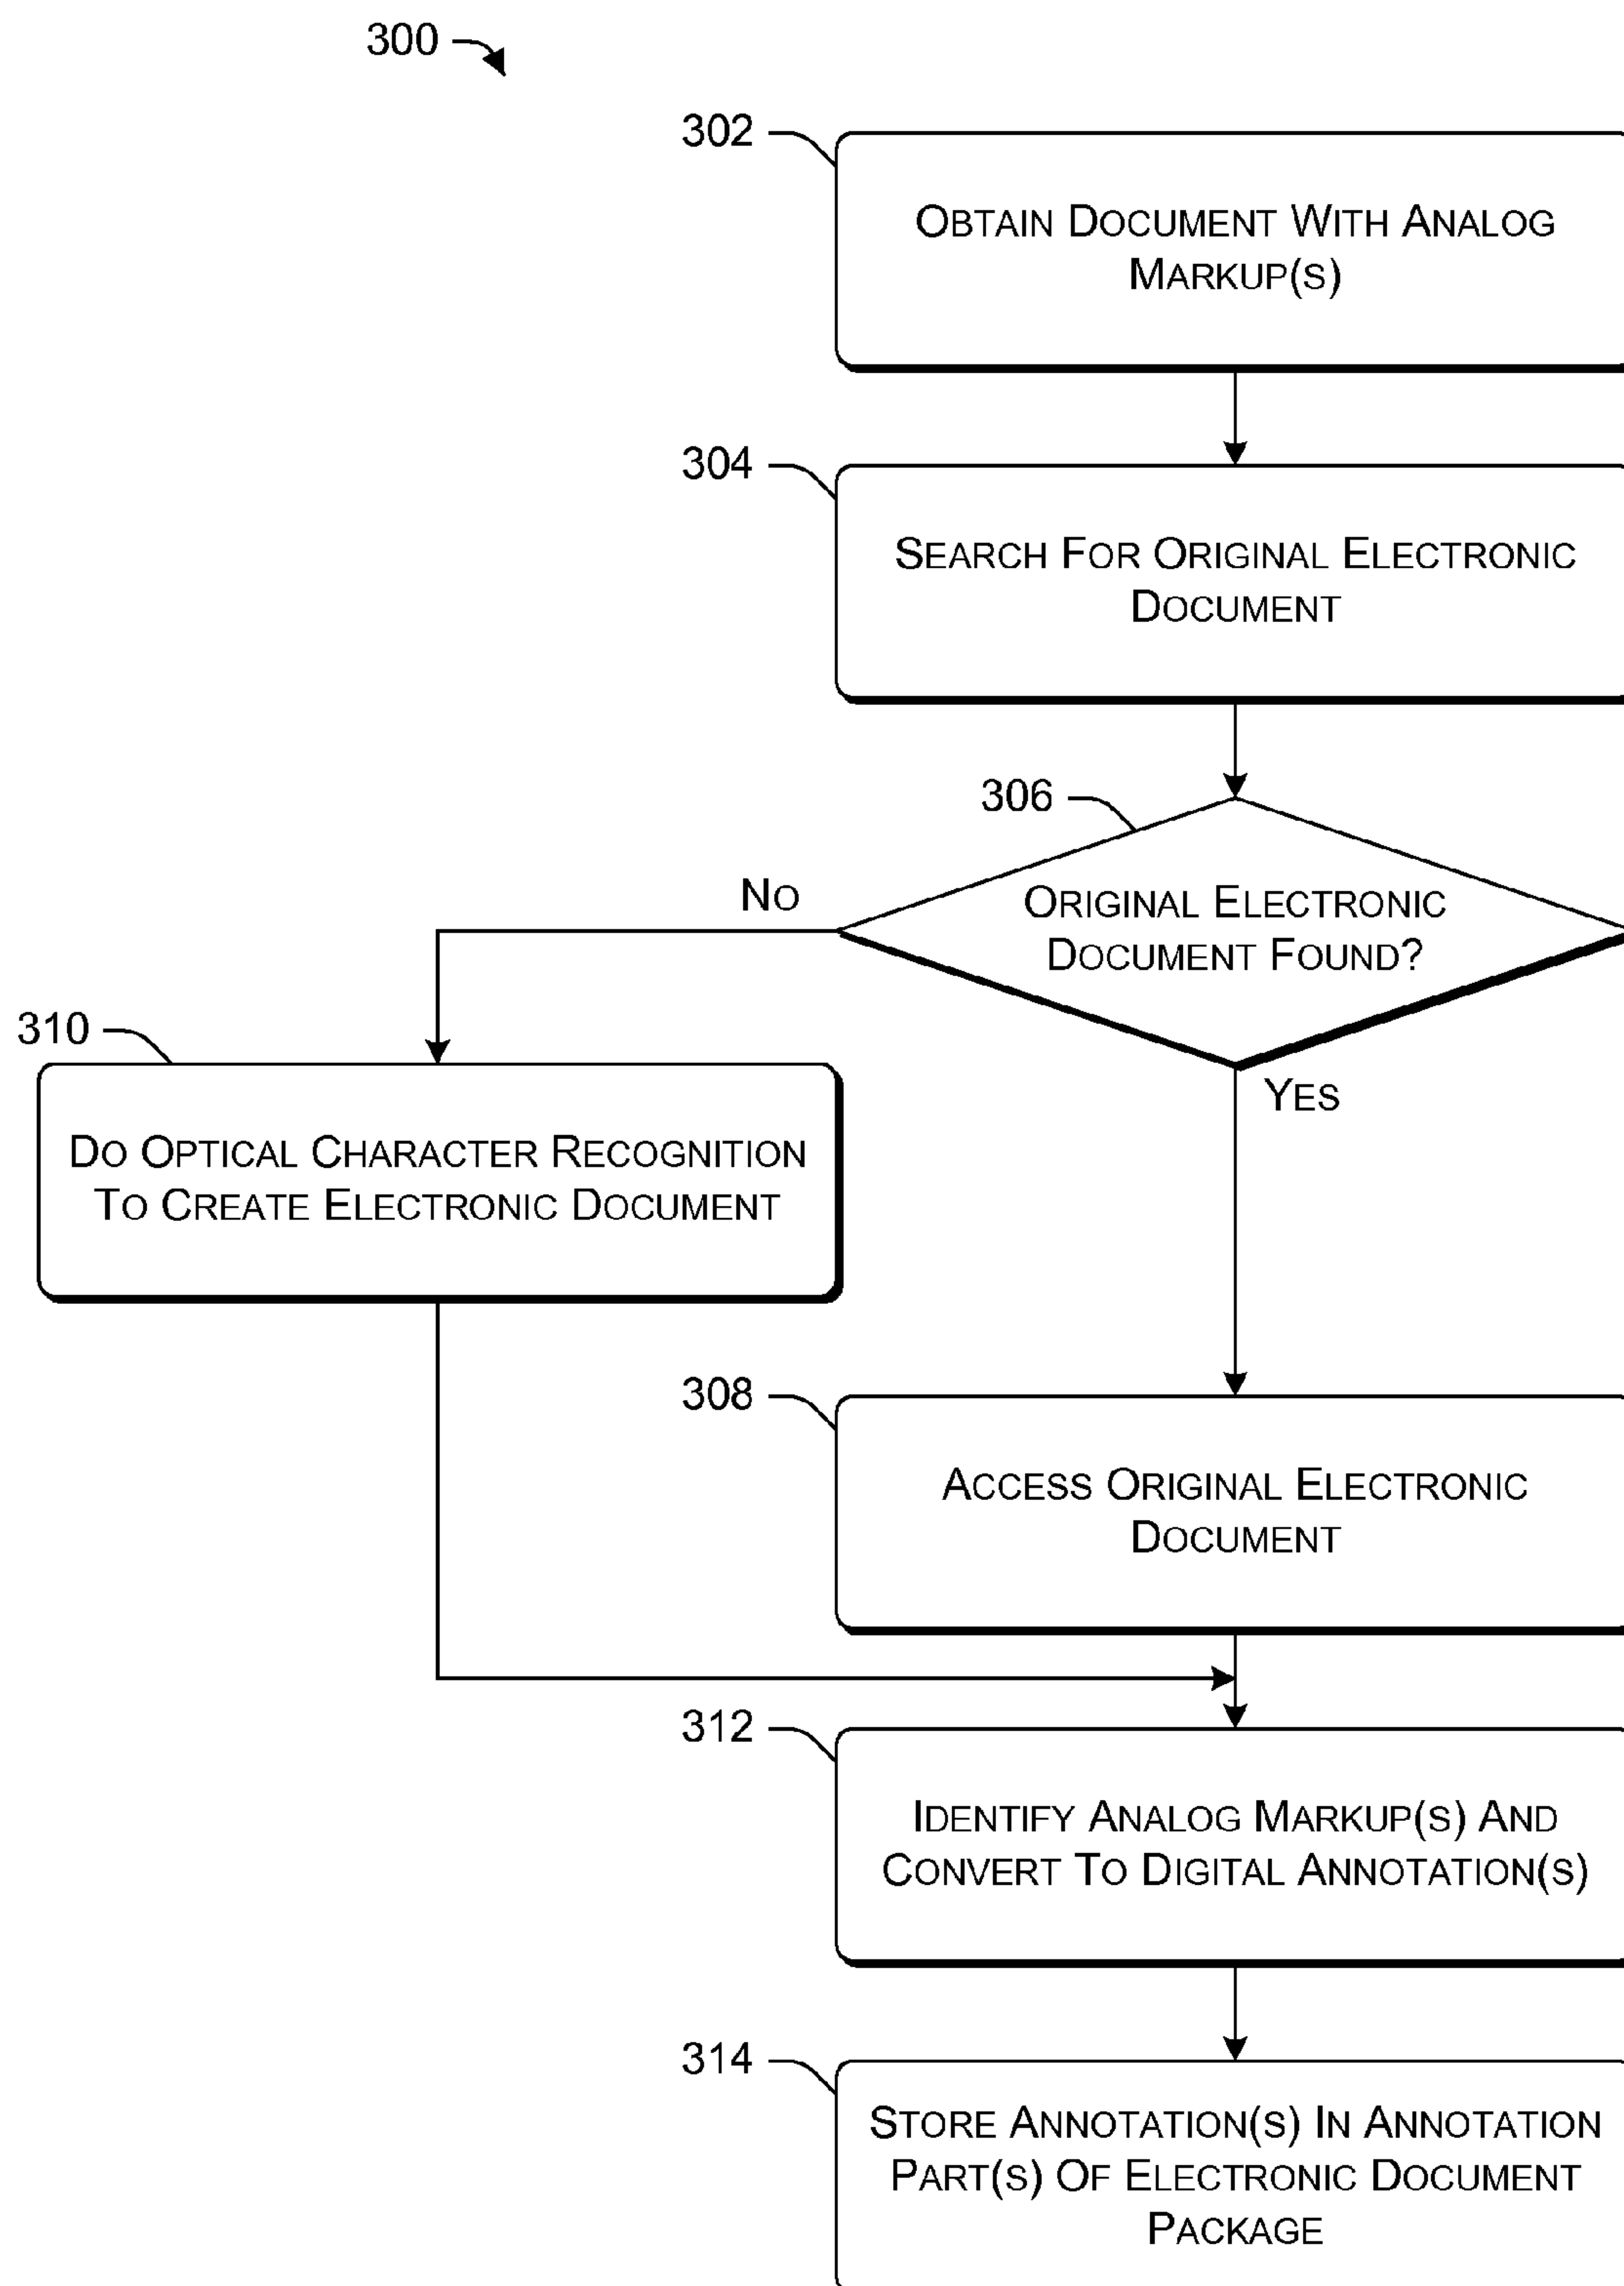 300
302
OBTAIN DOCUMENT WITH ANALOG
MARKUP(S)
304
SEARCH FOR ORIGINAL ELECTRONIC
DOCUMENT
306
NO
ORIGINAL ELECTRONIC
DOCUMENT FOUND?
YES
310
DO OPTICAL CHARACTER RECOGNITION
TO CREATE ELECTRONIC DOCUMENT
308
ACCESS ORIGINAL ELECTRONIC
DOCUMENT
312
IDENTIFY ANALOG MARKUP(S) AND
CONVERT TO DIGITAL ANNOTATION(S)
314
STORE ANNOTATION(S) IN ANNOTATION
PART(S) OF ELECTRONIC DOCUMENT
PACKAGE